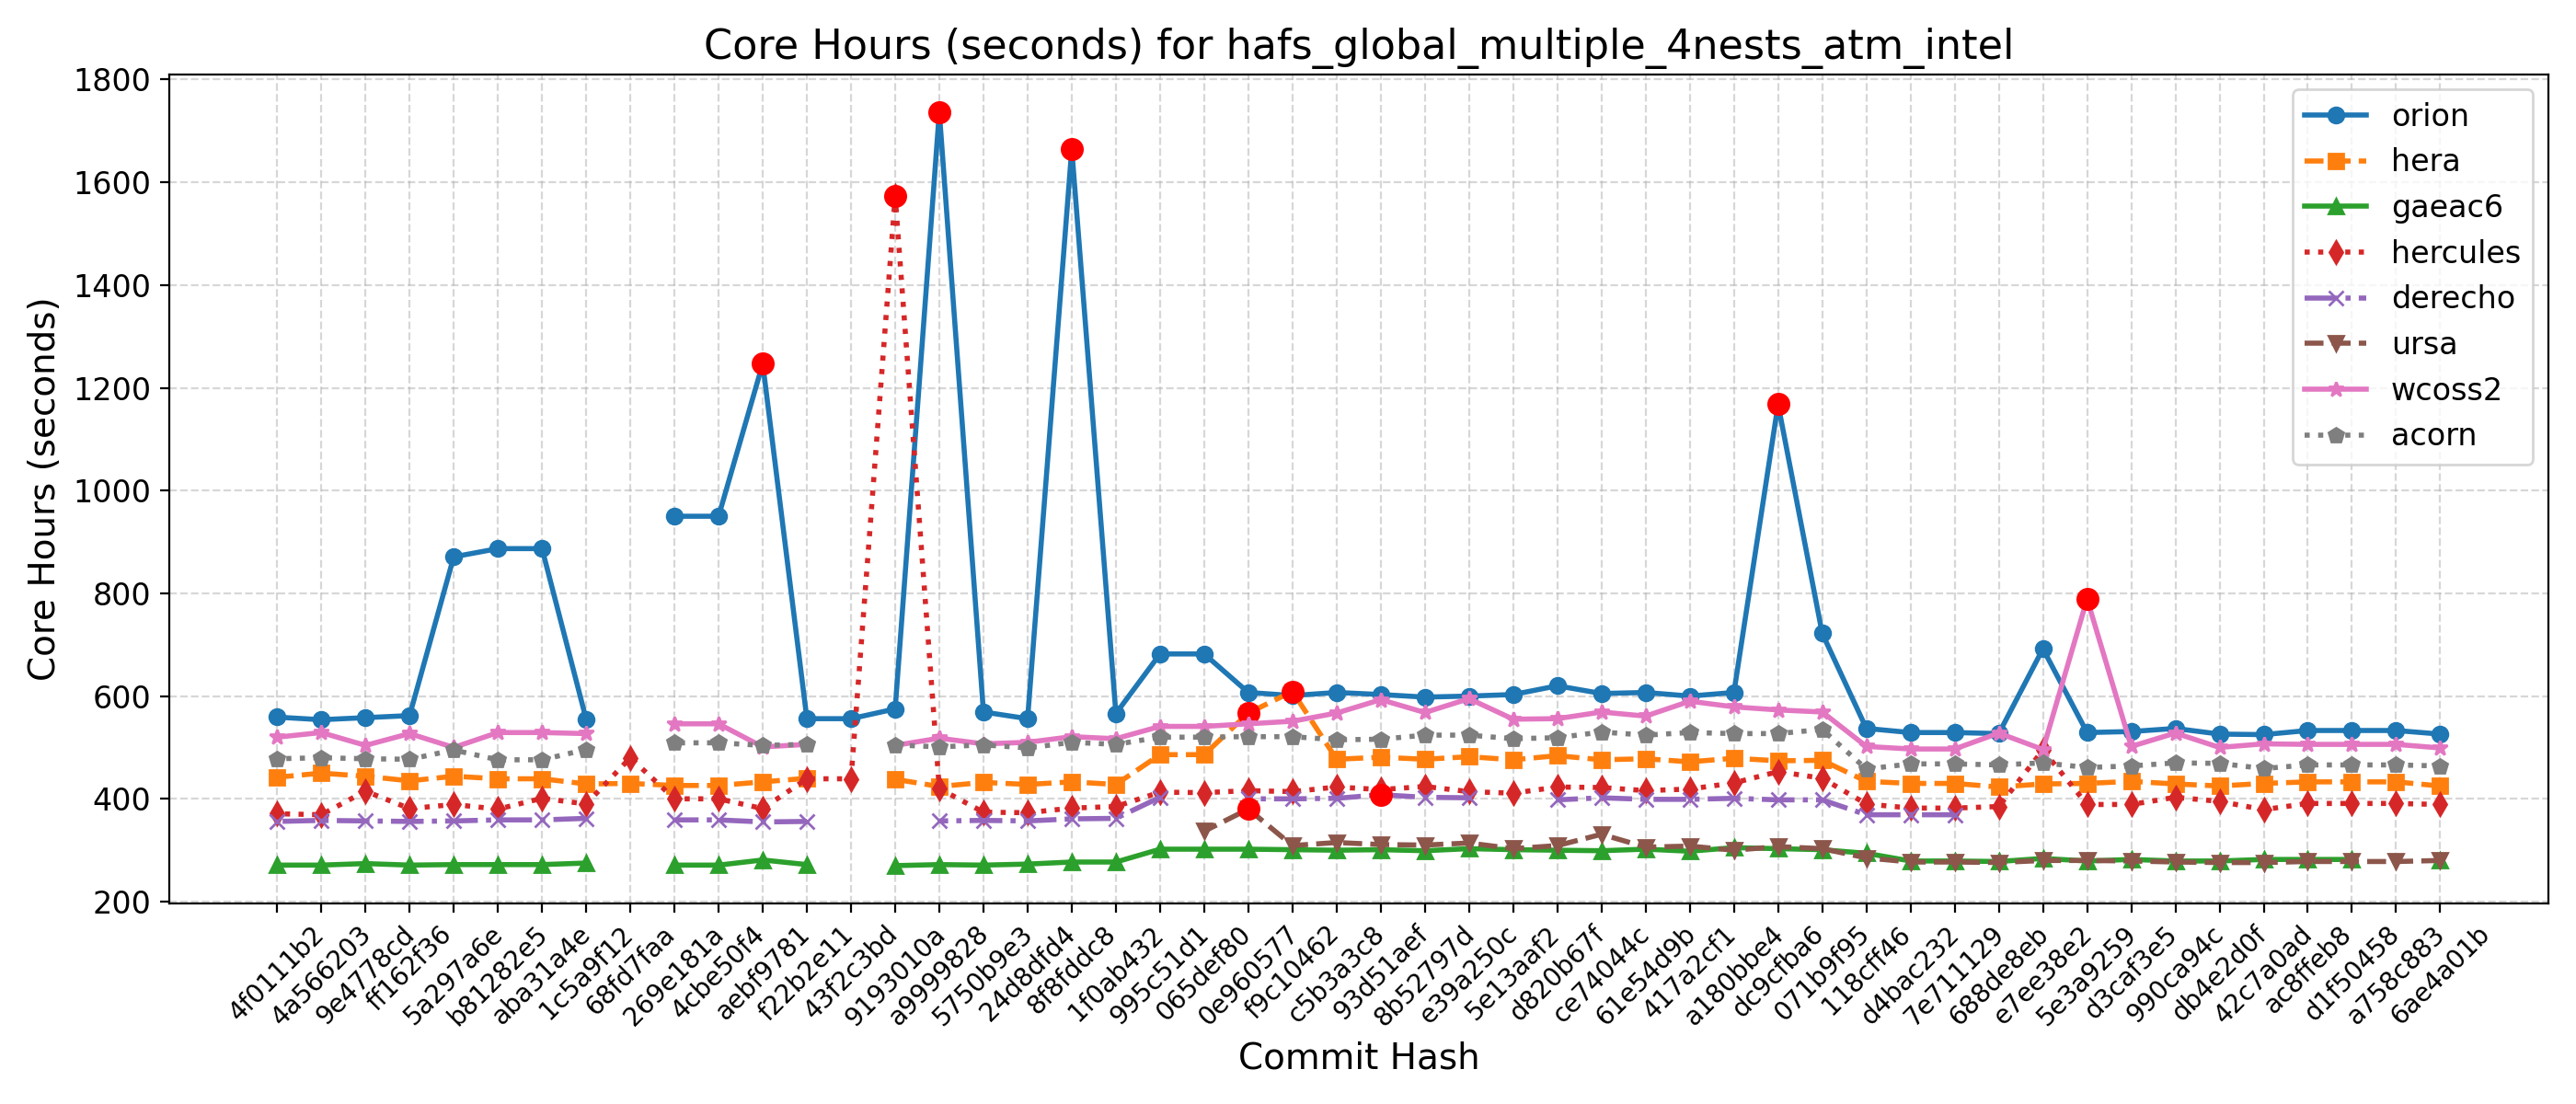 Core Hours (seconds) for hafs_global_multiple_4nests_atm_intel
Core Hours (seconds)
1800
1600
1400
1200
1000
800
600
400
200
orion
hera
gaeac6
hercules
derecho
ursa
wcoss2
acorn
4f0111b2
4a566203
9e4778cd
ff162f36
5a297a6e
b81282e5
aba31a4e
1c5a9f12
68fd7faa
269e181a
4cbe50f4
aebf9781
f22b2e11
43f2c3bd
9193010a
a9999828
5750b9e3
24d8dfd4
8f8fddc8
1f0ab432
995c51d1
065def80
0e960577
f9c10462
c5b3a3c8
93d51aef
8b52797d
e39a250c
5e13aaf2
d820b67f
ce74044c
61e54d9b
417a2cf1
a180bbe4
dc9cfba6
071b9f95
118cff46
d4bac232
7e711129
688de8eb
e7ee38e2
5e3a9259
d3caf3e5
990ca94c
db4e2d0f
42c7a0ad
ac8ffeb8
d1f50458
a758c883
6ae4a01b
Commit Hash